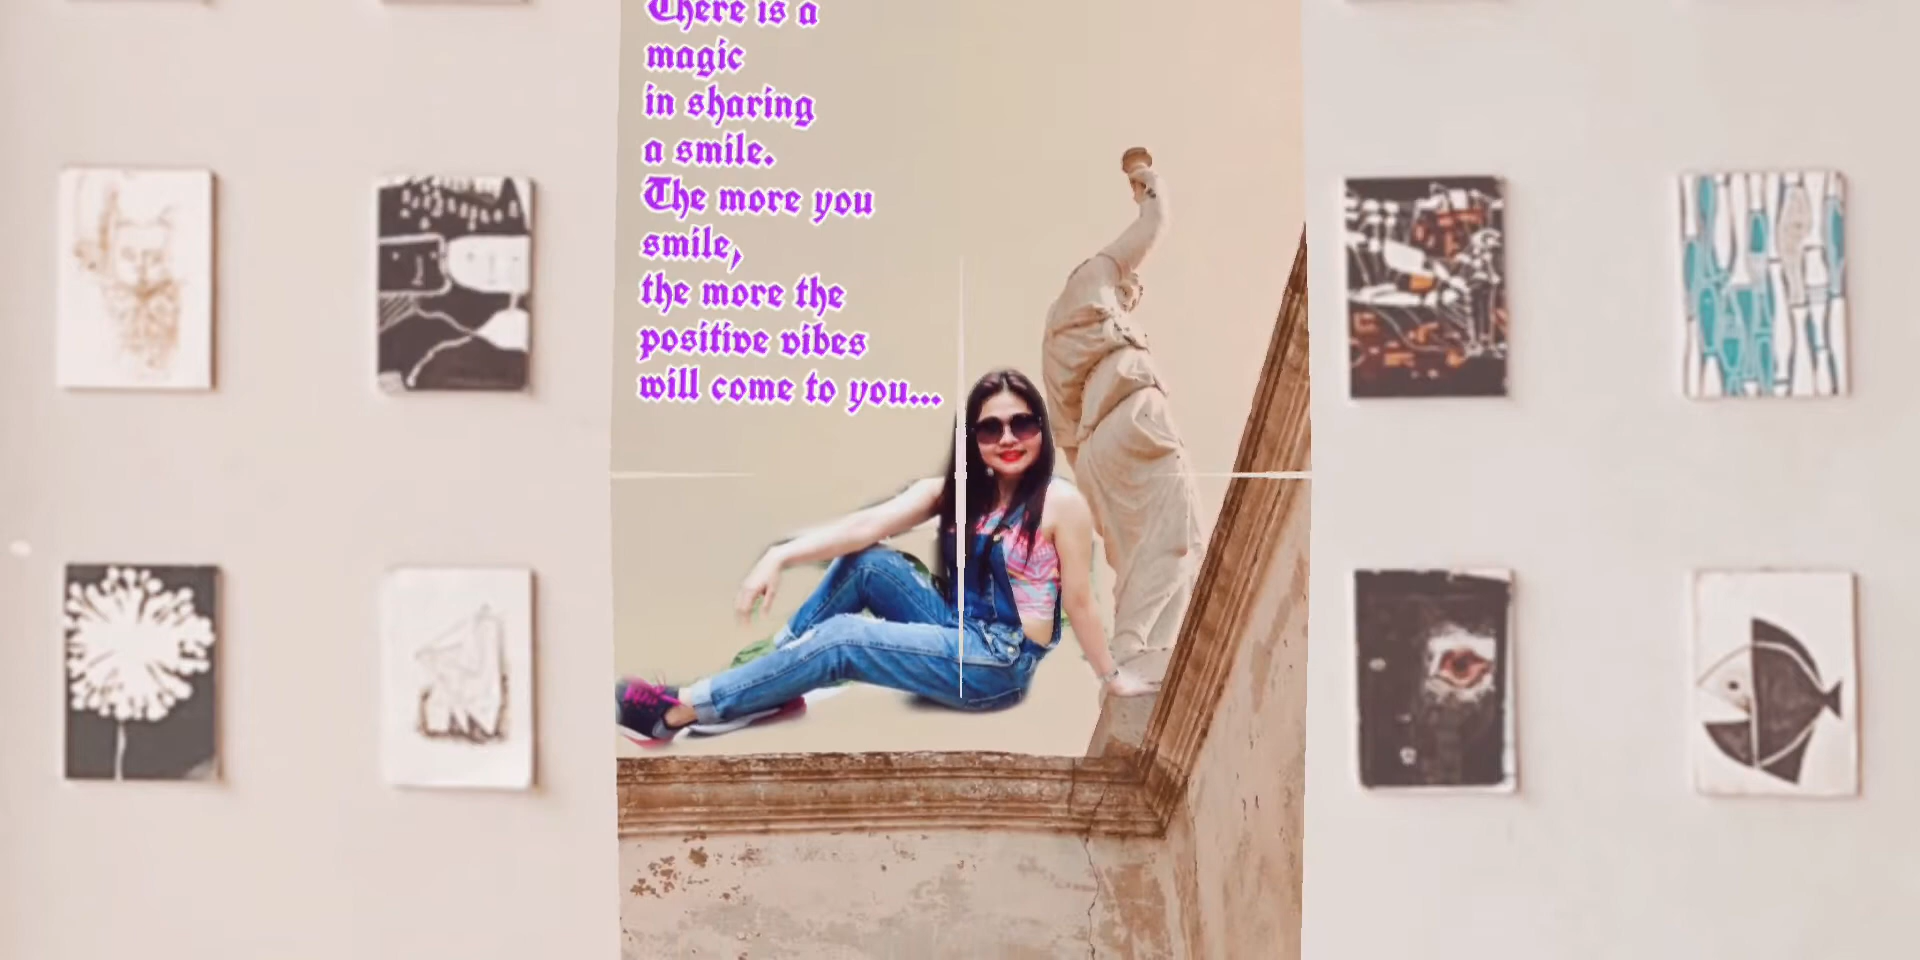 There is a
magic
in sharing
a smile.
The more you
smile,
the more the
positive vibes
will come to you...